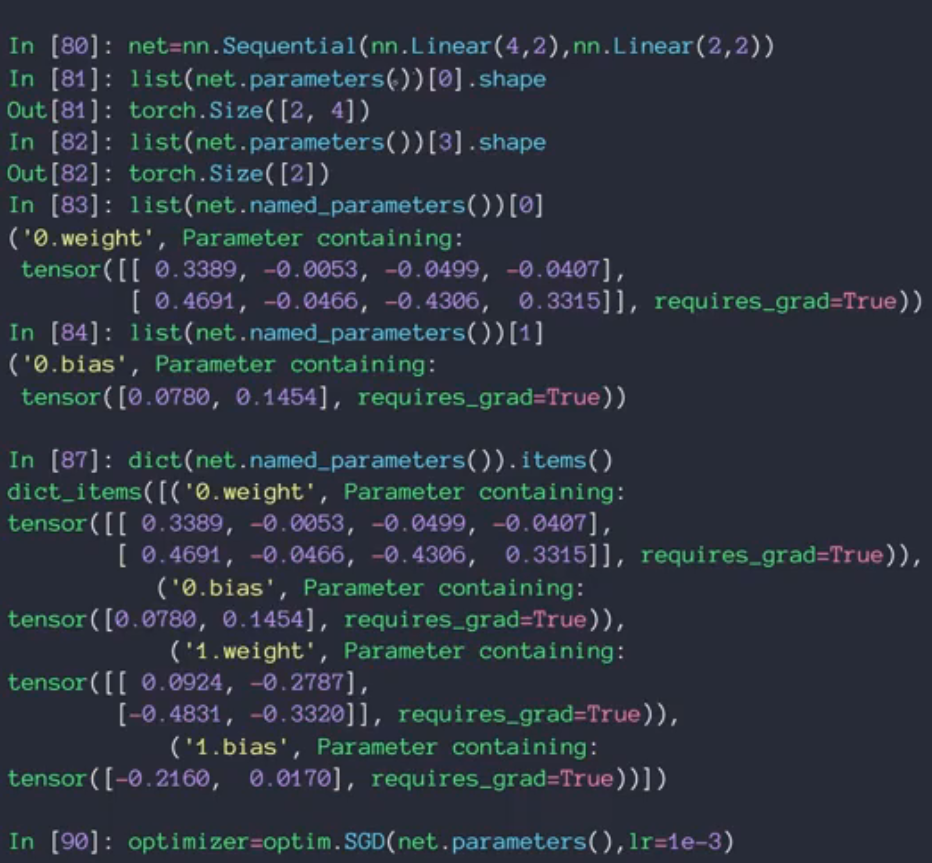 In [80]: net=nn.Sequential(nn.Linear(4,2),nn.Linear(2,2))
In [81]: list(net.parameters())[0].shape
Out[81]: torch.Size([2, 4])
In [82]: list(net.parameters())[3].shape
Out[82]: torch.Size([2])
In [83]: list(net.named_parameters())[0]
('0.weight', Parameter containing:
 tensor([[ 0.3389, -0.0053, -0.0499, -0.0407],
         [ 0.4691, -0.0466, -0.4306,  0.3315]], requires_grad=True))
In [84]: list(net.named_parameters())[1]
('0.bias', Parameter containing:
 tensor([0.0780, 0.1454], requires_grad=True))
In [87]: dict(net.named_parameters()).items()
dict_items([('0.weight', Parameter containing:
tensor([[ 0.3389, -0.0053, -0.0499, -0.0407],
        [ 0.4691, -0.0466, -0.4306,  0.3315]], requires_grad=True)),
           ('0.bias', Parameter containing:
tensor([0.0780, 0.1454], requires_grad=True)),
            ('1.weight', Parameter containing:
tensor([[ 0.0924, -0.2787],
        [-0.4831, -0.3320]], requires_grad=True)),
            ('1.bias', Parameter containing:
tensor([-0.2160,  0.0170], requires_grad=True))])
In [90]: optimizer=optim.SGD(net.parameters(),lr=1e-3)